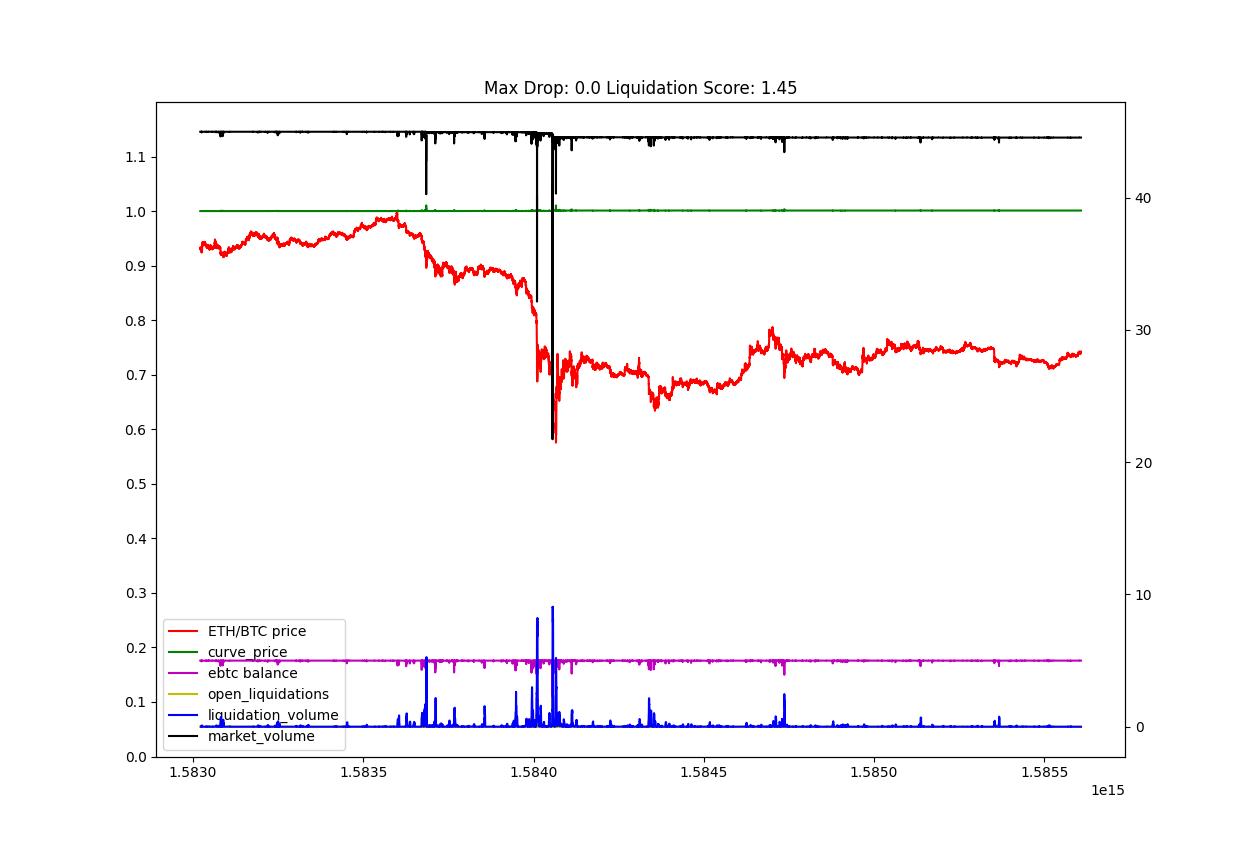 Max Drop: 0.0 Liquidation Score: 1.45
1.1
1.0
0.9
0.8
0.7
0.6
0.5
0.4
0.3
0.2
0.1
0.0
40
30
20
10
0
ETH/BTC price
curve_price
ebtc balance
open_liquidations
liquidation_volume
market_volume
1.5830 1.5835 1.5840 1.5845 1.5850 1.5855
1e15